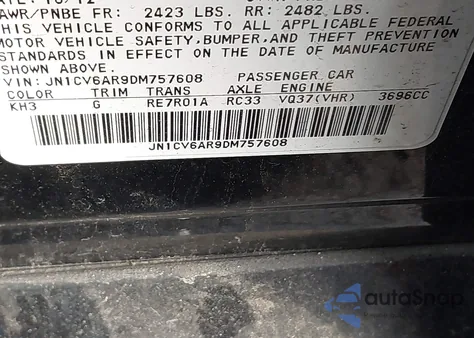 GAWR/PNBE FR: 2423 LBS. RR: 2482 LBS.
THIS VEHICLE CONFORMS TO ALL APPLICABLE FEDERAL
MOTOR VEHICLE SAFETY, BUMPER, AND THEFT PREVENTION
STANDARDS IN EFFECT ON THE DATE OF MANUFACTURE
SHOWN ABOVE.
VIN: JN1CV6AR9DM757608 PASSENGER CAR
COLOR TRIM TRANS AXLE ENGINE
KH3 G RE7R01A RC33 VQ37(VHR) 3696CC
JN1CV6AR9DM757608
autoSnap